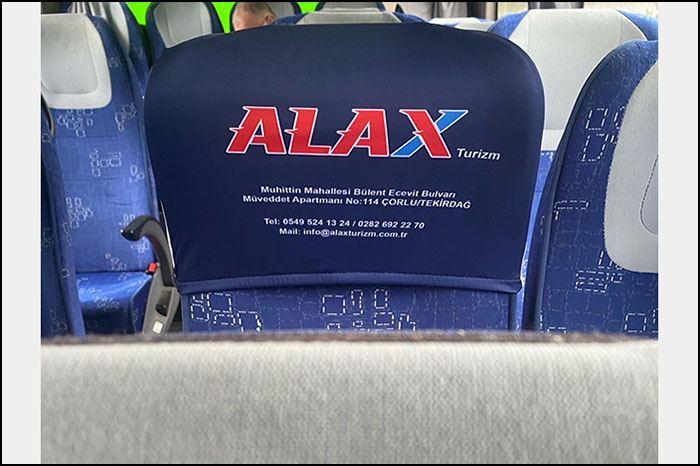 ALAX
Turizm
Muhittin Mahallesi Bülent Ecevit Bulvarı
Müveddet Apartmanı No:114 ÇORLU/TEKİRDAĞ
Tel: 0549 524 13 24 / 0282 692 22 70
Mail: info@alaxturizm.com.tr